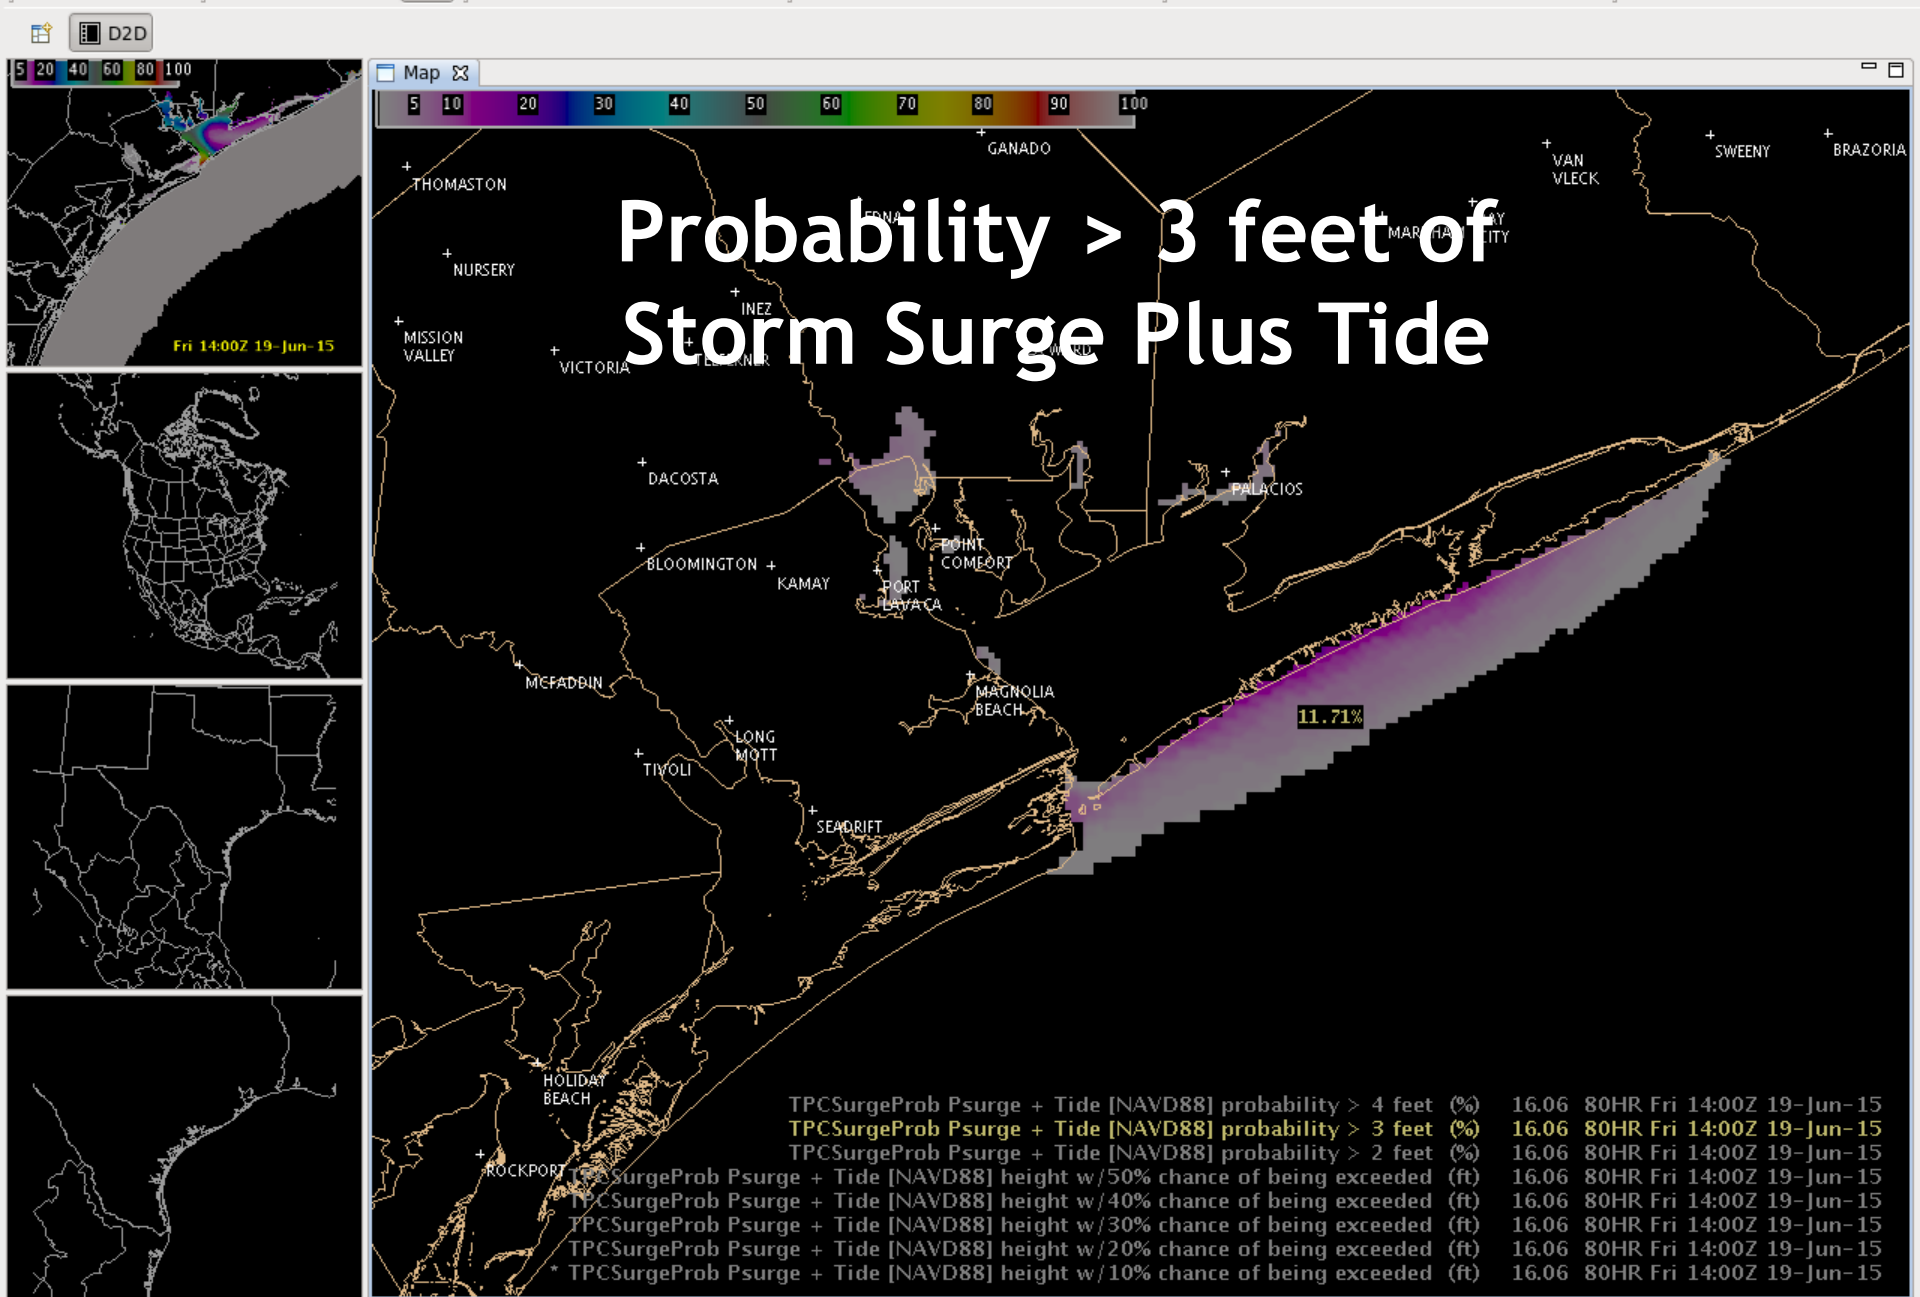 D2D
5 20 40 60 80 100
Fri 14:00Z 19-Jun-15
Map
5 10 20 30 40 50 60 70 80 90 100
GANADO
THOMASTON
VAN
VLECK
SWEENY
BRAZORIA
Probability > 3 feet of
Storm Surge Plus Tide
EDNA
NURSERY
INEZ
MISSION
VALLEY
VICTORIA
DACOSTA
PALACIOS
BLOOMINGTON
KAMAY
POINT
COMFORT
PORT
LAVACA
MCFADDIN
MAGNOLIA
BEACH
11.71%
LONG
MOTT
TIVOLI
SEADRIFT
HOLIDAY
BEACH
ROCKPORT
TPCSurgeProb Psurge + Tide [NAVD88] probability > 4 feet (%) 16.06 80HR Fri 14:00Z 19-Jun-15
TPCSurgeProb Psurge + Tide [NAVD88] probability > 3 feet (%) 16.06 80HR Fri 14:00Z 19-Jun-15
TPCSurgeProb Psurge + Tide [NAVD88] probability > 2 feet (%) 16.06 80HR Fri 14:00Z 19-Jun-15
TPCSurgeProb Psurge + Tide [NAVD88] height w/50% chance of being exceeded (ft) 16.06 80HR Fri 14:00Z 19-Jun-15
TPCSurgeProb Psurge + Tide [NAVD88] height w/40% chance of being exceeded (ft) 16.06 80HR Fri 14:00Z 19-Jun-15
TPCSurgeProb Psurge + Tide [NAVD88] height w/30% chance of being exceeded (ft) 16.06 80HR Fri 14:00Z 19-Jun-15
TPCSurgeProb Psurge + Tide [NAVD88] height w/20% chance of being exceeded (ft) 16.06 80HR Fri 14:00Z 19-Jun-15
* TPCSurgeProb Psurge + Tide [NAVD88] height w/10% chance of being exceeded (ft) 16.06 80HR Fri 14:00Z 19-Jun-15